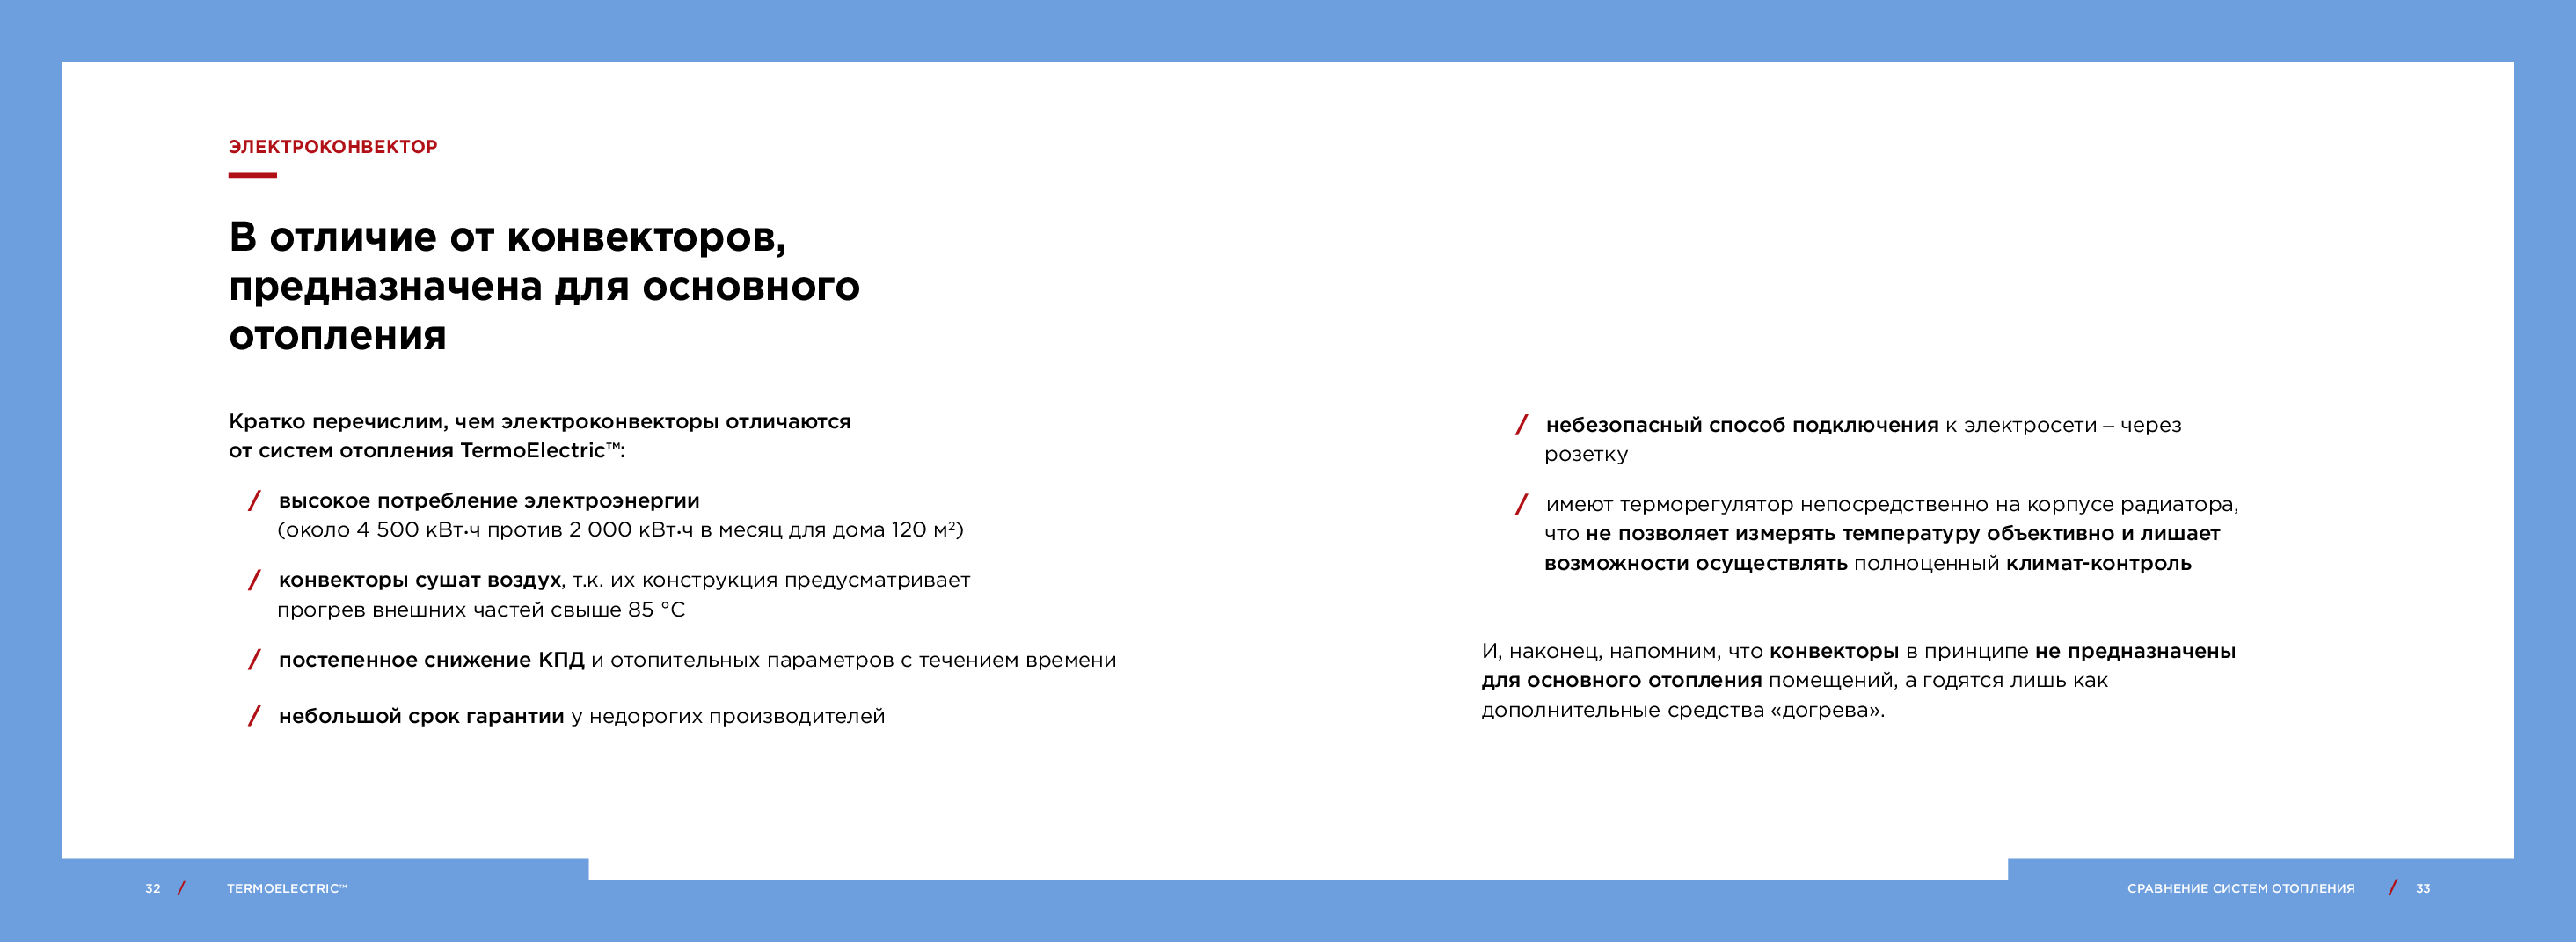 ЭЛЕКТРОКОНВЕКТОР
В отличие от конвекторов,
предназначена для основного
отопления
Кратко перечислим, чем электроконвекторы отличаются
от систем отопления TermoElectric™:
/ высокое потребление электроэнергии
(около 4 500 кВт·ч против 2 000 кВт·ч в месяц для дома 120 м²)
/ конвекторы сушат воздух, т.к. их конструкция предусматривает
прогрев внешних частей свыше 85 °С
/ постепенное снижение КПД и отопительных параметров с течением времени
/ небольшой срок гарантии у недорогих производителей
/ небезопасный способ подключения к электросети – через
розетку
/ имеют терморегулятор непосредственно на корпусе радиатора,
что не позволяет измерять температуру объективно и лишает
возможности осуществлять полноценный климат-контроль
И, наконец, напомним, что конвекторы в принципе не предназначены
для основного отопления помещений, а годятся лишь как
дополнительные средства «догрева».
32 / TERMOELECTRIC™
СРАВНЕНИЕ СИСТЕМ ОТОПЛЕНИЯ / 33